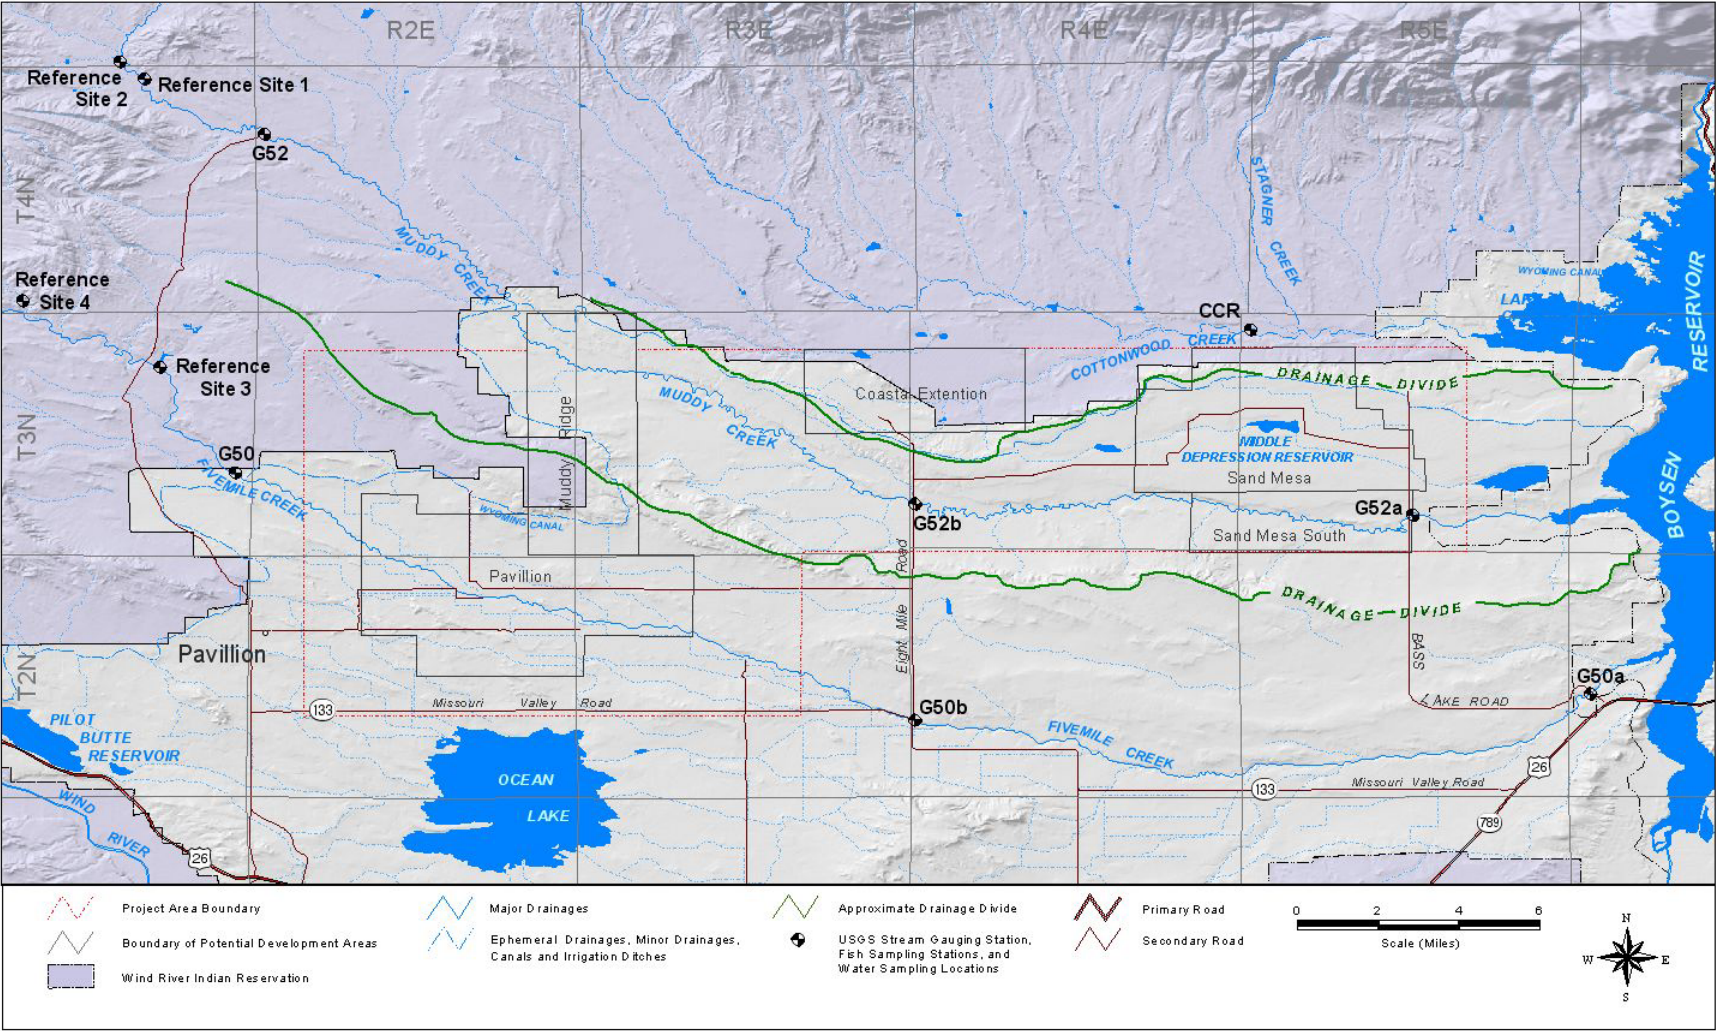 R2E
R3E
R4E
R5E
Reference
Site 2
Reference Site 1
G52
T4N
STAGNER CREEK
MUDDY CREEK
Reference
Site 4
WYOMING CANAL
RESERVOIR
CCR
COTTONWOOD CREEK
Reference
Site 3
DRAINAGE DIVIDE
Coastal Extention
MUDDY
CREEK
Muddy Ridge
T3N
MIDDLE
DEPRESSION RESERVOIR
G50
Sand Mesa
FIVEMILE CREEK
BOYSEN
WYOMING CANAL
G52b
G52a
Sand Mesa South
Pavillion
Eight Mile Road
DRAINAGE DIVIDE
BASS
Pavillion
T2N
G50a
LAKE ROAD
133
Missouri Valley Road
G50b
PILOT
BUTTE
RESERVOIR
FIVEMILE CREEK
26
OCEAN
LAKE
133
Missouri Valley Road
WIND
RIVER
789
26
Project Area Boundary
Boundary of Potential Development Areas
Wind River Indian Reservation
Major Drainages
Ephemeral Drainages, Minor Drainages,
Canals and Irrigation Ditches
Approximate Drainage Divide
USGS Stream Gauging Station,
Fish Sampling Stations, and
Water Sampling Locations
Primary Road
Secondary Road
0 2 4 6
Scale (Miles)
N
W E
S